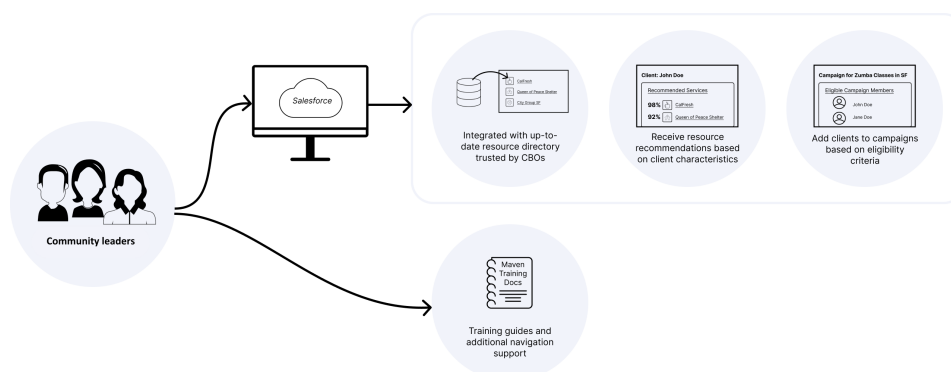 Community leaders
Salesforce
CalFresh
Queen of Peace Shelter
City Group SF
Integrated with up-to-
date resource directory
trusted by CBOs
Client: John Doe
Recommended Services
98% CalFresh
92% Queen of Peace Shelter
Receive resource
recommendations based
on client characteristics
Campaign for Zumba Classes in SF
Eligible Campaign Members
John Doe
Jane Doe
Add clients to campaigns
based on eligibility
criteria
Maven
Training
Docs
Training guides and
additional navigation
support